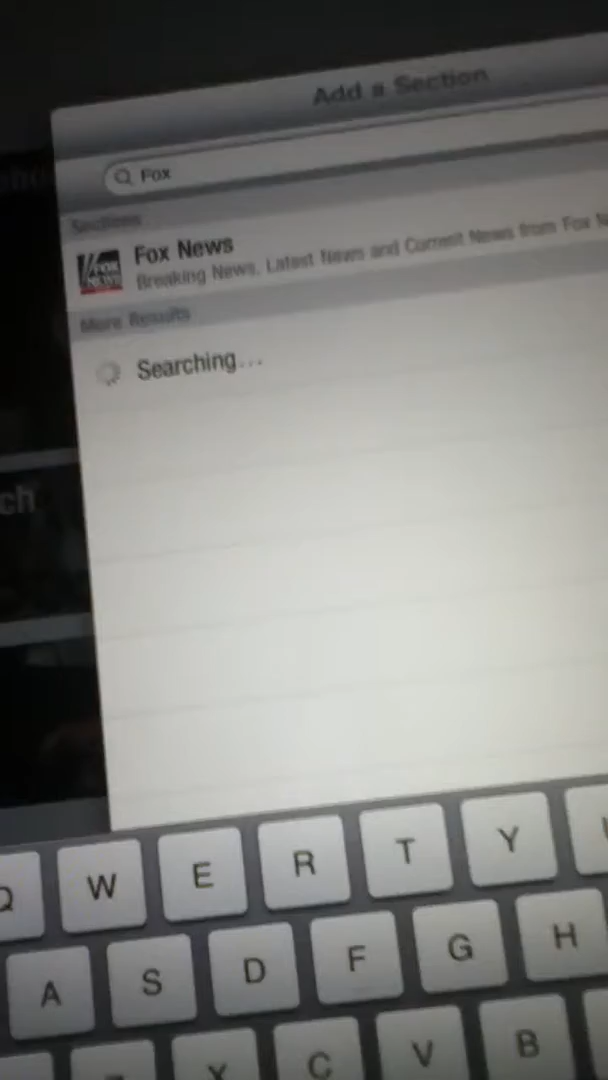 Add a Section
Fox
Sections
Fox News
Breaking News, Latest News and Current News from Fox N
More Results
Searching...
ch
Q W E R T Y
A S D F G H
X C V B